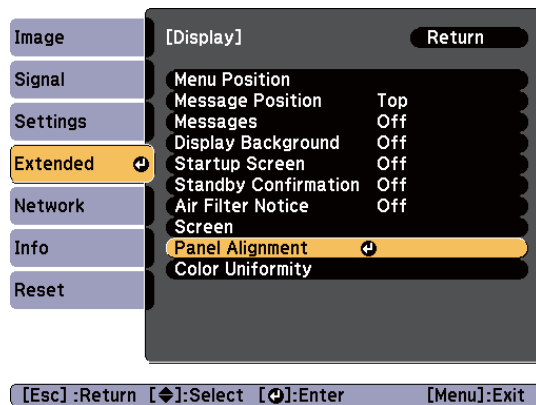 Image
Signal
Settings
Extended
Network
Info
Reset
[Display] Return
Menu Position
Message Position Top
Messages Off
Display Background Off
Startup Screen Off
Standby Confirmation Off
Air Filter Notice Off
Screen
Panel Alignment
Color Uniformity
[Esc] :Return [◆]:Select [↵]:Enter [Menu]:Exit